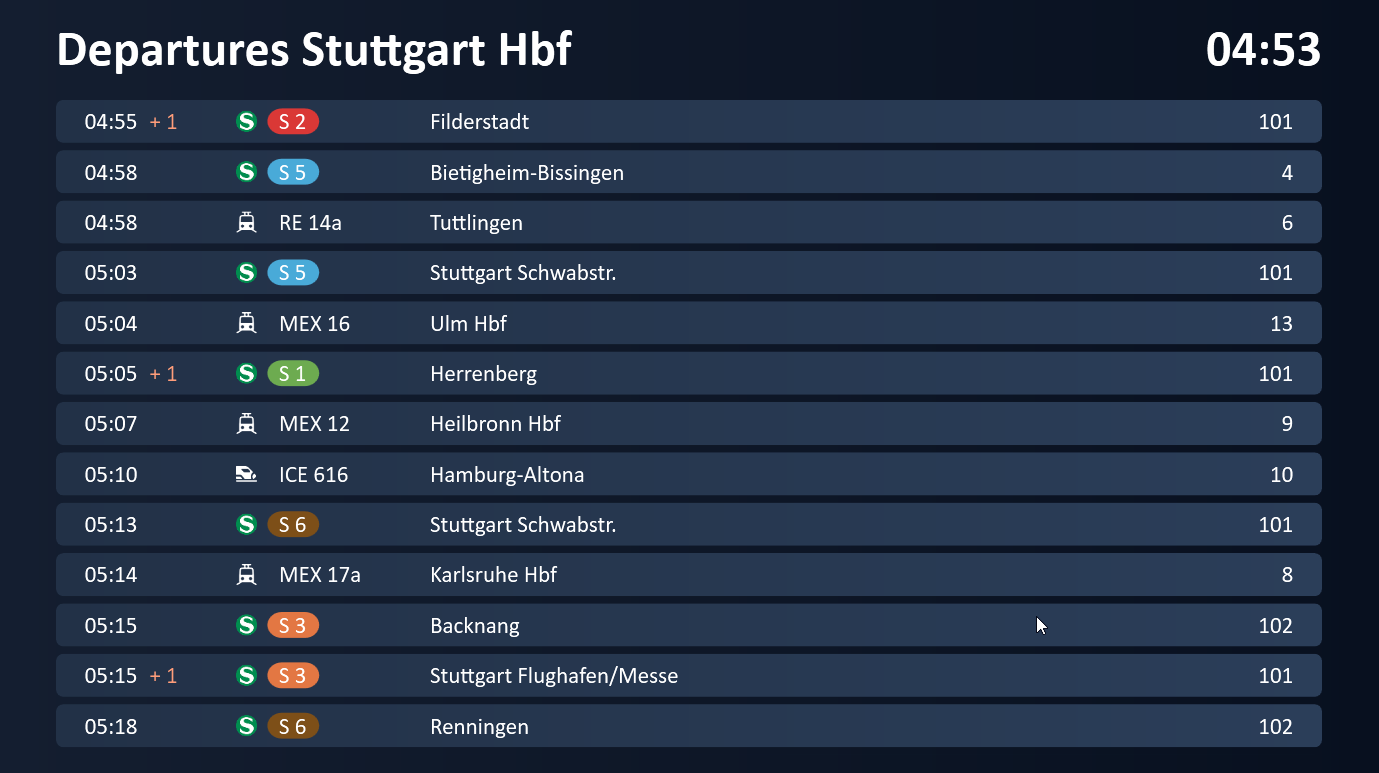 Departures Stuttgart Hbf 04:53
04:55 + 1 S S 2 Filderstadt 101
04:58 S S 5 Bietigheim-Bissingen 4
04:58 RE 14a Tuttlingen 6
05:03 S S 5 Stuttgart Schwabstr. 101
05:04 MEX 16 Ulm Hbf 13
05:05 + 1 S S 1 Herrenberg 101
05:07 MEX 12 Heilbronn Hbf 9
05:10 ICE 616 Hamburg-Altona 10
05:13 S S 6 Stuttgart Schwabstr. 101
05:14 MEX 17a Karlsruhe Hbf 8
05:15 S S 3 Backnang 102
05:15 + 1 S S 3 Stuttgart Flughafen/Messe 101
05:18 S S 6 Renningen 102